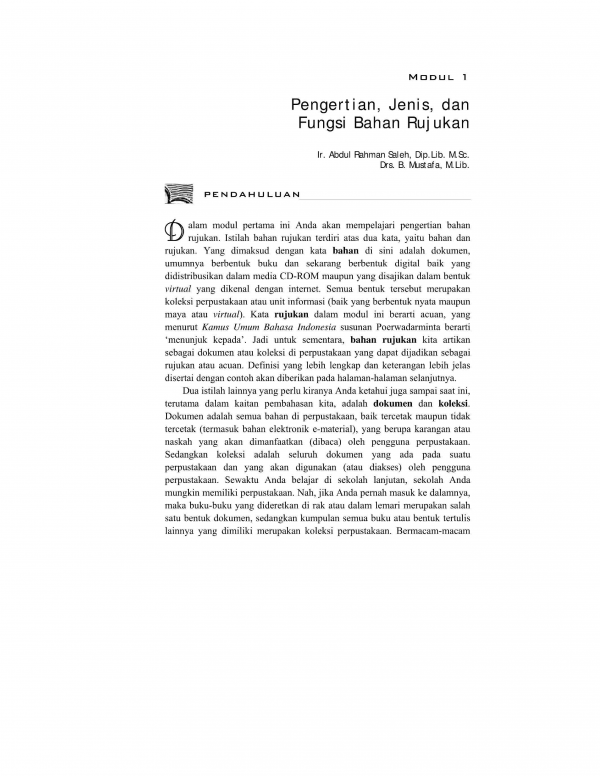 MODUL 1
Pengertian, Jenis, dan
Fungsi Bahan Rujukan
Ir. Abdul Rahman Saleh, Dip.Lib. M.Sc.
Drs. B. Mustafa, M.Lib.
PENDAHULUAN
Dalam modul pertama ini Anda akan mempelajari pengertian bahan
rujukan. Istilah bahan rujukan terdiri atas dua kata, yaitu bahan dan
rujukan. Yang dimaksud dengan kata bahan di sini adalah dokumen,
umumnya berbentuk buku dan sekarang berbentuk digital baik yang
didistribusikan dalam media CD-ROM maupun yang disajikan dalam bentuk
virtual yang dikenal dengan internet. Semua bentuk tersebut merupakan
koleksi perpustakaan atau unit informasi (baik yang berbentuk nyata maupun
maya atau virtual). Kata rujukan dalam modul ini berarti acuan, yang
menurut Kamus Umum Bahasa Indonesia susunan Poerwadarminta berarti
‘menunjuk kepada’. Jadi untuk sementara, bahan rujukan kita artikan
sebagai dokumen atau koleksi di perpustakaan yang dapat dijadikan sebagai
rujukan atau acuan. Definisi yang lebih lengkap dan keterangan lebih jelas
disertai dengan contoh akan diberikan pada halaman-halaman selanjutnya.
Dua istilah lainnya yang perlu kiranya Anda ketahui juga sampai saat ini,
terutama dalam kaitan pembahasan kita, adalah dokumen dan koleksi.
Dokumen adalah semua bahan di perpustakaan, baik tercetak maupun tidak
tercetak (termasuk bahan elektronik e-material), yang berupa karangan atau
naskah yang akan dimanfaatkan (dibaca) oleh pengguna perpustakaan.
Sedangkan koleksi adalah seluruh dokumen yang ada pada suatu
perpustakaan dan yang akan digunakan (atau diakses) oleh pengguna
perpustakaan. Sewaktu Anda belajar di sekolah lanjutan, sekolah Anda
mungkin memiliki perpustakaan. Nah, jika Anda pernah masuk ke dalamnya,
maka buku-buku yang dideretkan di rak atau dalam lemari merupakan salah
satu bentuk dokumen, sedangkan kumpulan semua buku atau bentuk tertulis
lainnya yang dimiliki merupakan koleksi perpustakaan. Bermacam-macam